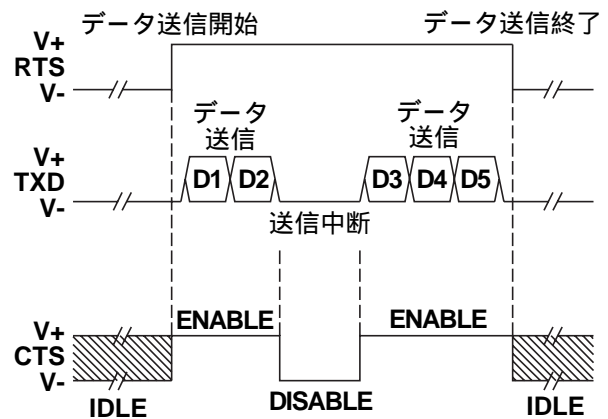 データ送信開始
データ送信終了
V+
RTS
V-
データ
送信
データ
送信
V+
TXD
V-
D1
D2
D3
D4
D5
送信中断
V+
CTS
V-
ENABLE
ENABLE
IDLE
DISABLE
IDLE